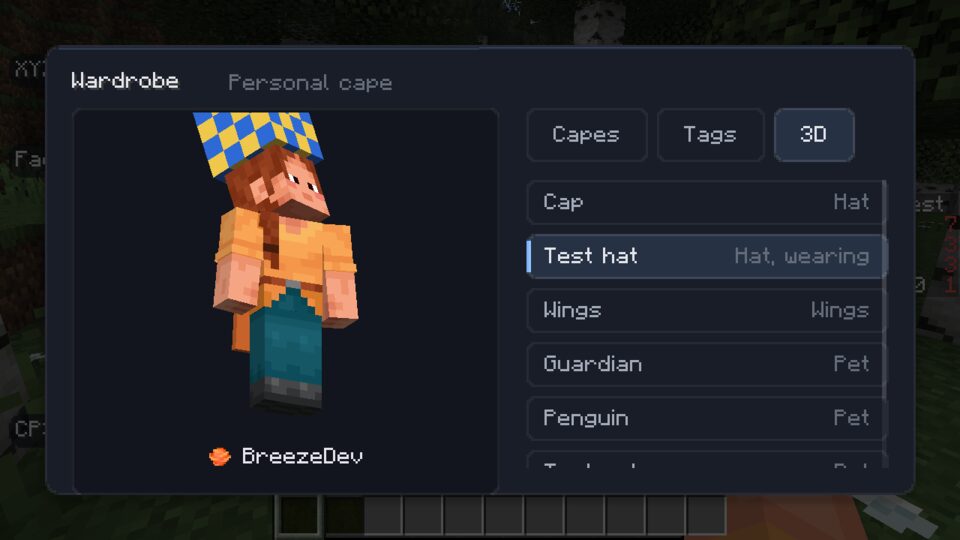 XYZ
Wardrobe
Personal cape
Capes
Tags
3D
Cap
Hat
Test hat
Hat, wearing
Wings
Wings
Guardian
Pet
Penguin
Pet
BreezeDev